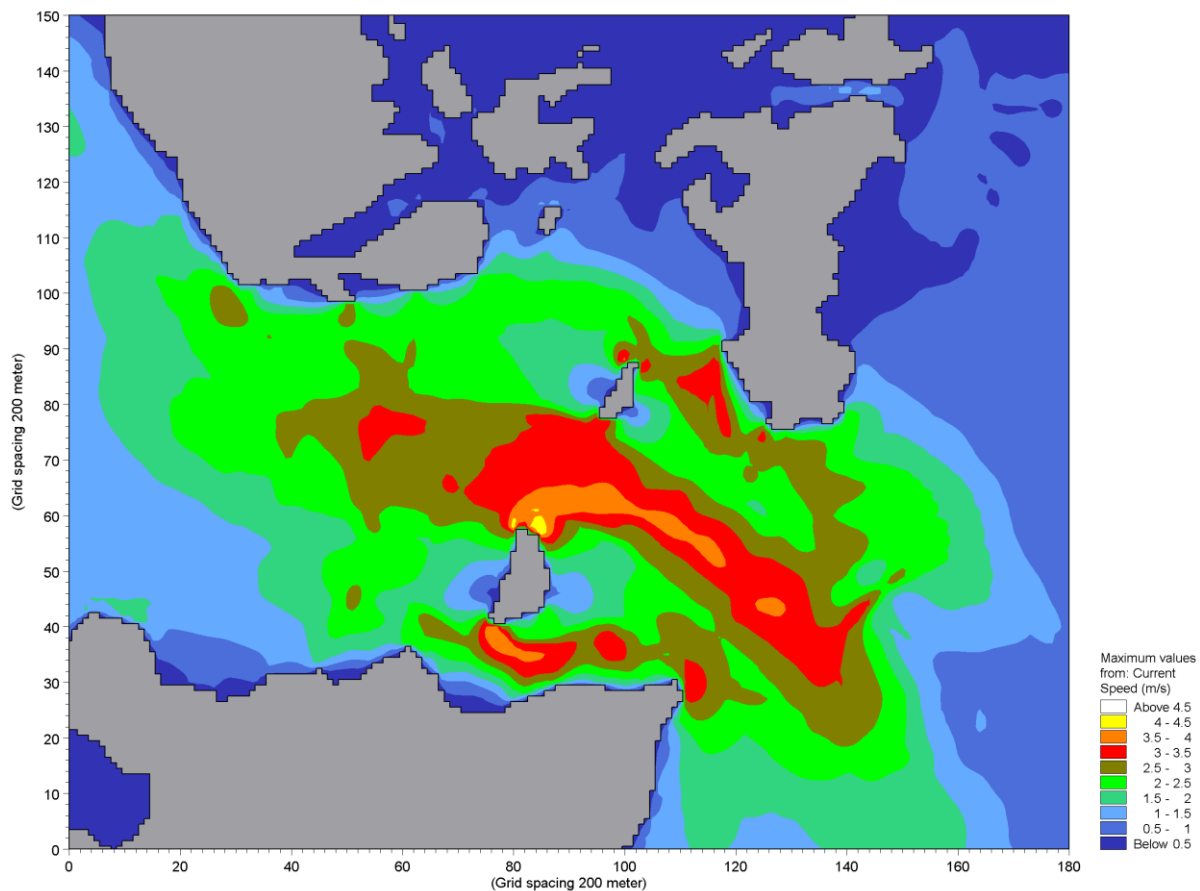 150
140
130
120
110
100
90
80
70
60
50
40
30
20
10
0
(Grid spacing 200 meter)
0 20 40 60 80 100 120 140 160 180
(Grid spacing 200 meter)
Maximum values
from: Current
Speed (m/s)
Above 4.5
4 - 4.5
3.5 - 4
3 - 3.5
2.5 - 3
2 - 2.5
1.5 - 2
1 - 1.5
0.5 - 1
Below 0.5